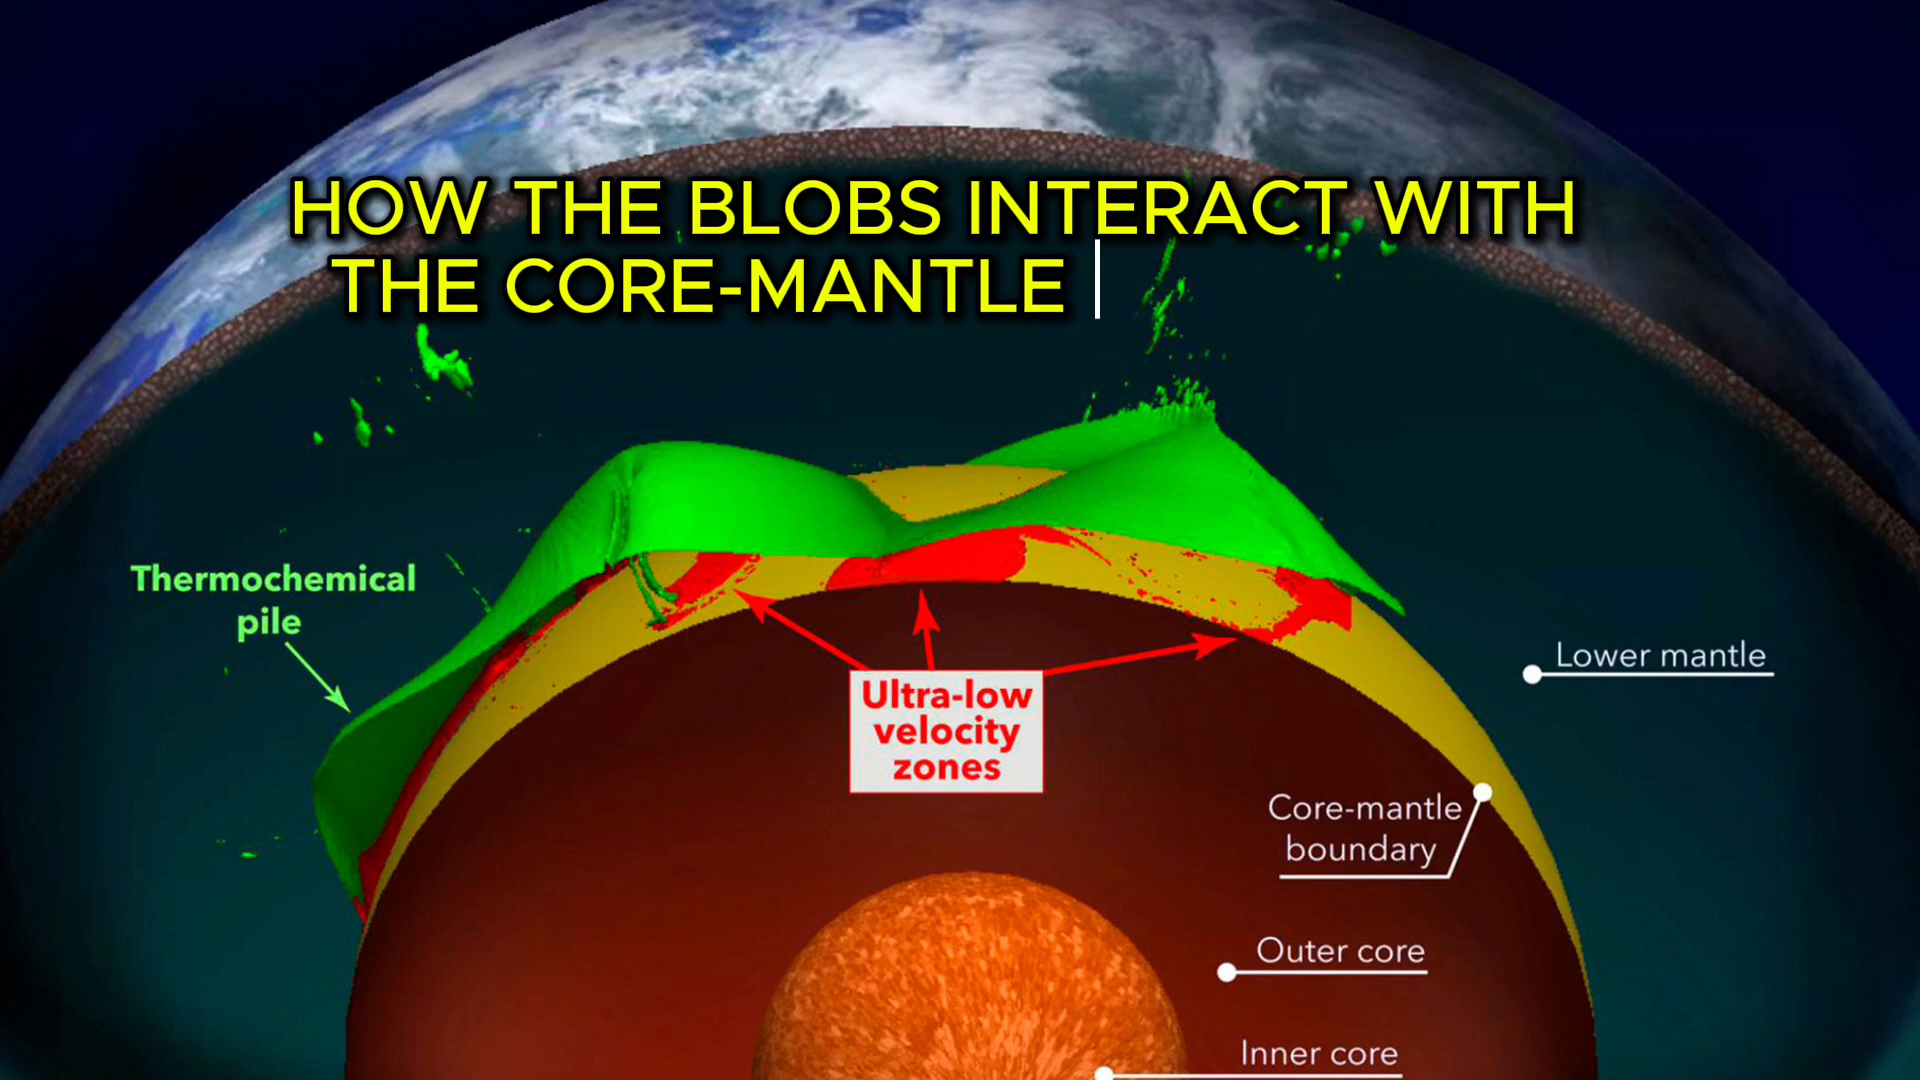 HOW THE BLOBS INTERACT WITH
THE CORE-MANTLE
Thermochemical
pile
Ultra-low
velocity
zones
Lower mantle
Core-mantle
boundary
Outer core
Inner core